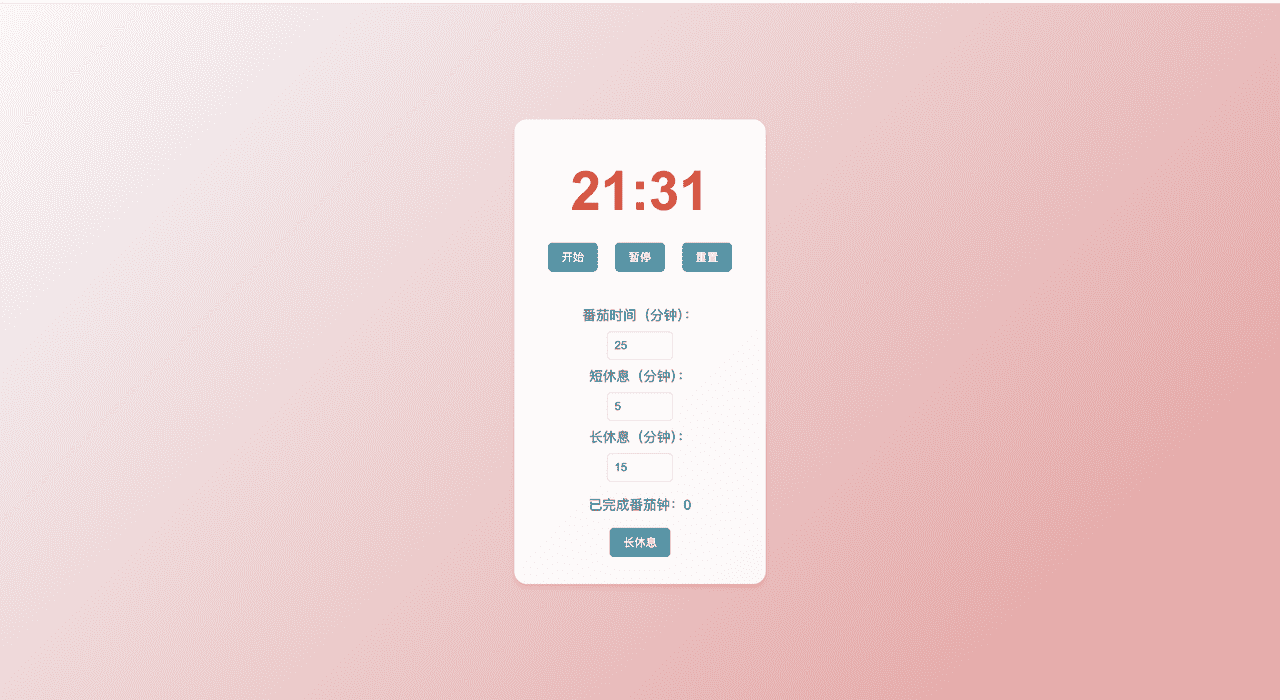 21:31
开始 暂停 重置
番茄时间（分钟）：
25
短休息（分钟）：
5
长休息（分钟）：
15
已完成番茄钟：0
长休息